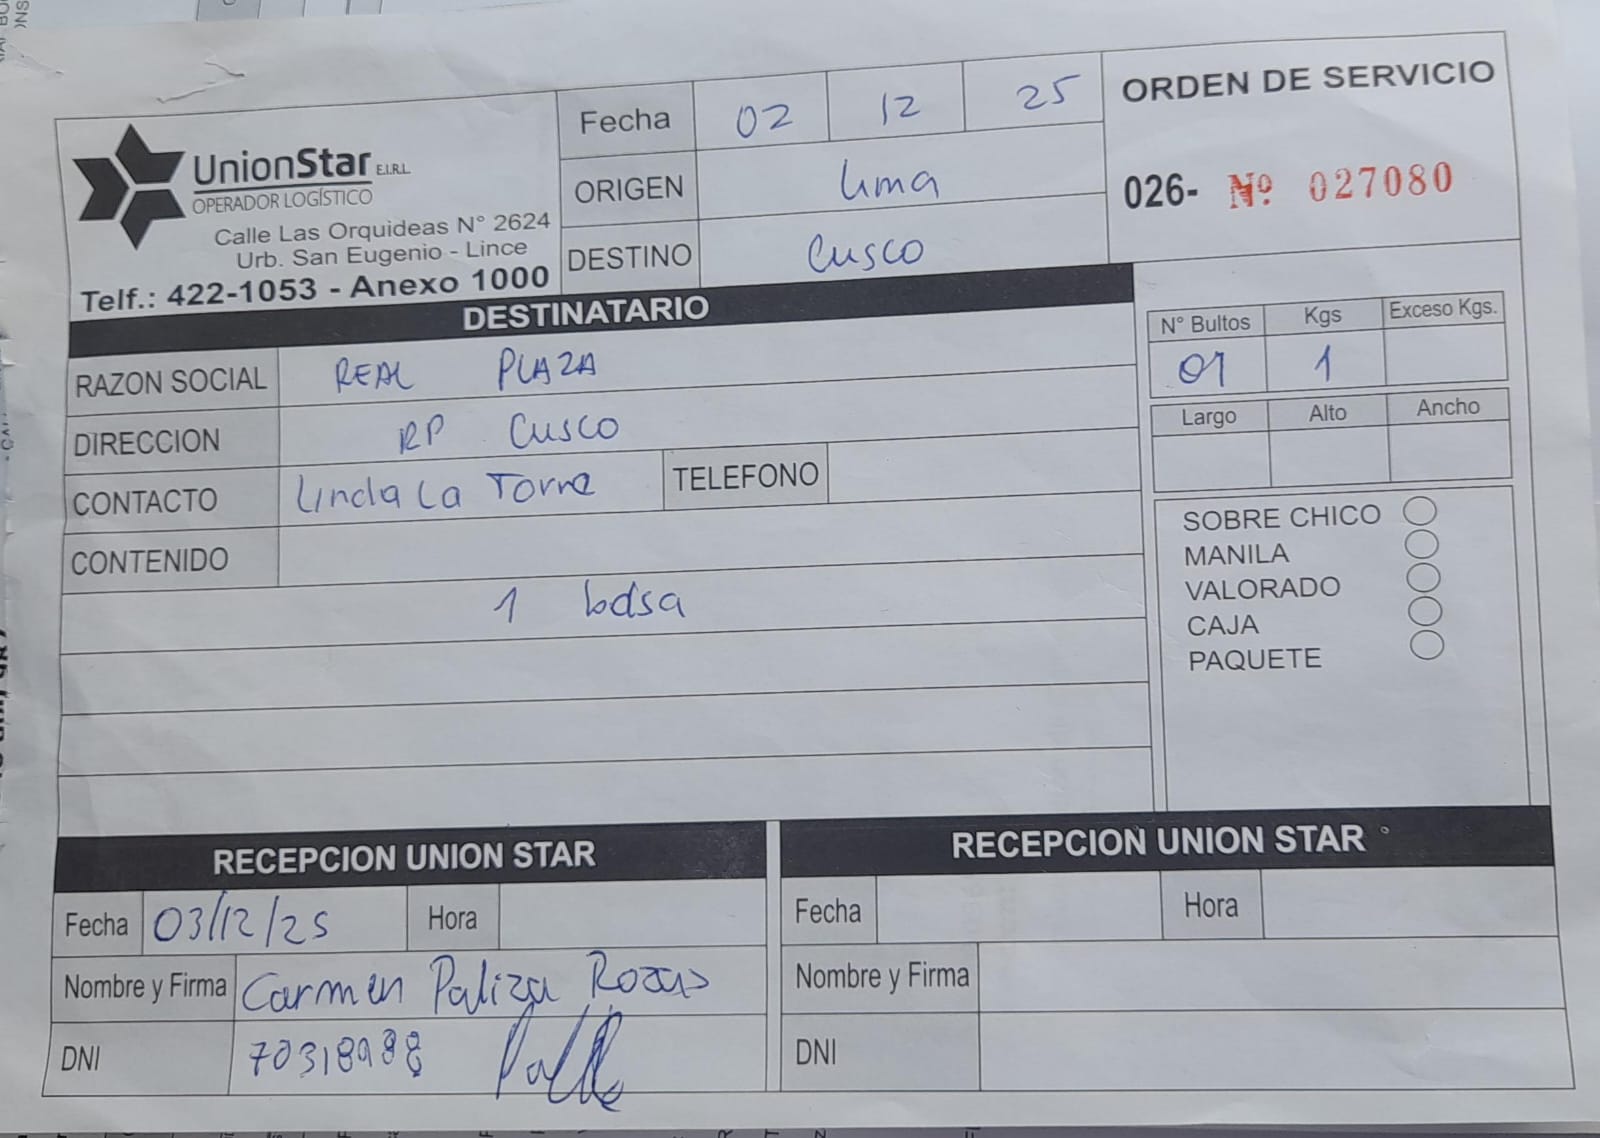 UnionStar E.I.R.L
OPERADOR LOGÍSTICO
Calle Las Orquideas N° 2624
Urb. San Eugenio - Lince
Telf.: 422-1053 - Anexo 1000
Fecha 02 12 25
ORIGEN Lima
DESTINO Cusco
ORDEN DE SERVICIO
026- Nº 027080
DESTINATARIO
RAZON SOCIAL REAL PLAZA
DIRECCION RP Cusco
CONTACTO Linda La Torre TELEFONO
CONTENIDO
1 bolsa
N° Bultos Kgs Exceso Kgs.
01 1
Largo Alto Ancho
SOBRE CHICO
MANILA
VALORADO
CAJA
PAQUETE
RECEPCION UNION STAR
Fecha 03/12/25 Hora
Nombre y Firma Carmen Paliza Rozas
DNI 70318988
RECEPCION UNION STAR
Fecha Hora
Nombre y Firma
DNI